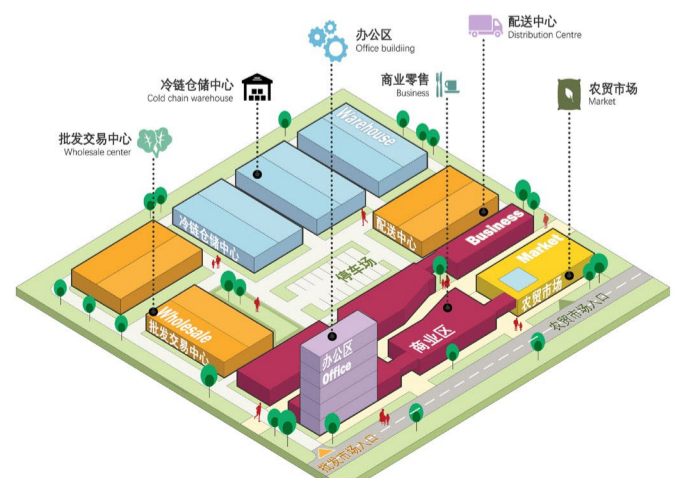 配送中心
Distribution Centre
办公区
Office buildiing
商业零售
Business
冷链仓储中心
Cold chain warehouse
农贸市场
Market
批发交易中心
Wholesale center
Warehouse
冷链仓储中心
配送中心
Business
Market
农贸市场
停车场
Wholesale
批发交易中心
商业区
办公区
Office
农贸市场入口
批发市场入口